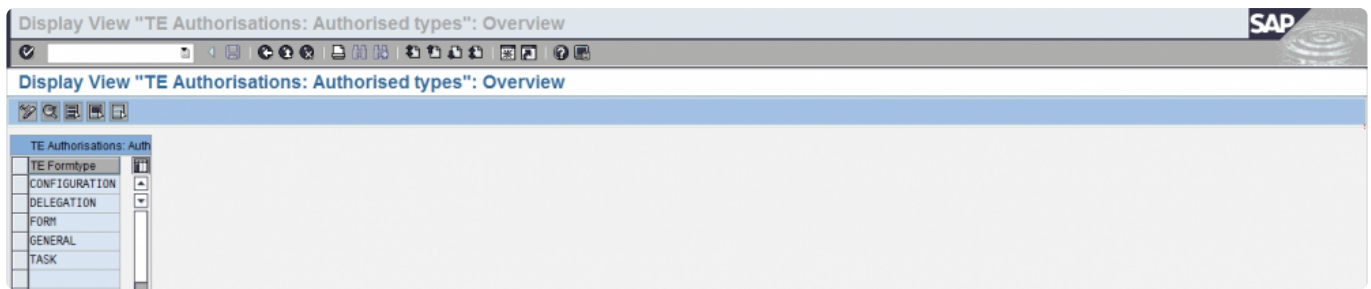 Display View "TE Authorisations: Authorised types": Overview
SAP
Display View "TE Authorisations: Authorised types": Overview
TE Authorisations: Auth
TE Formtype
CONFIGURATION
DELEGATION
FORM
GENERAL
TASK